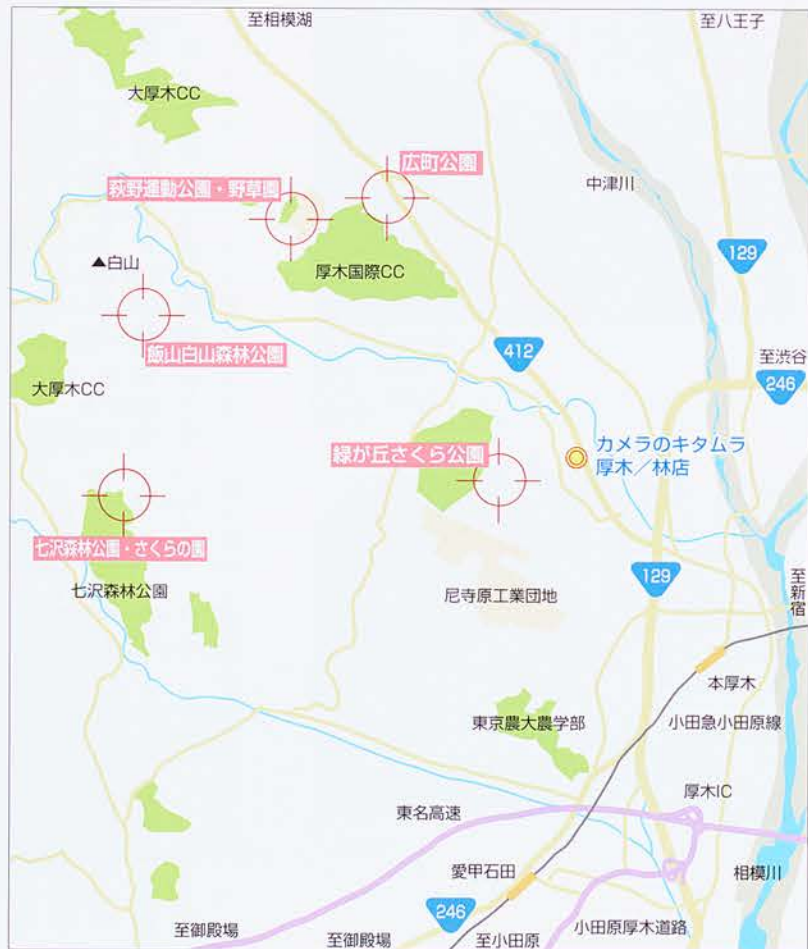 至相模湖
至八王子
大厚木CC
広町公園
萩野運動公園・野草園
中津川
129
▲白山
厚木国際CC
飯山白山森林公園
412
至渋谷
246
大厚木CC
カメラのキタムラ
厚木／林店
緑が丘さくら公園
七沢森林公園・さくらの園
七沢森林公園
尼寺原工業団地
129
至新宿
本厚木
東京農大農学部
小田急小田原線
厚木IC
東名高速
愛甲石田
相模川
246
至御殿場
至御殿場
至小田原
小田原厚木道路